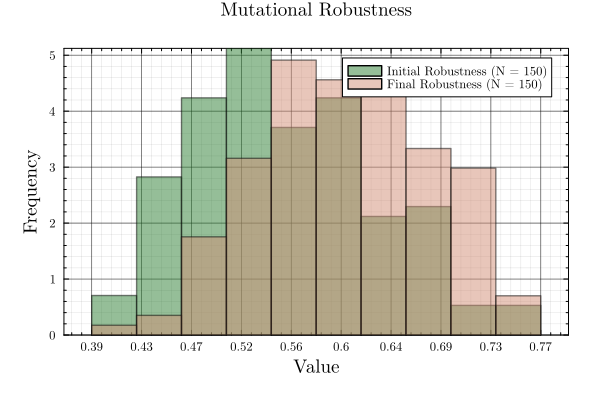 Mutational Robustness
Initial Robustness (N = 150)
Final Robustness (N = 150)
Frequency
5
4
3
2
1
0
0.39 0.43 0.47 0.52 0.56 0.6 0.64 0.69 0.73 0.77
Value